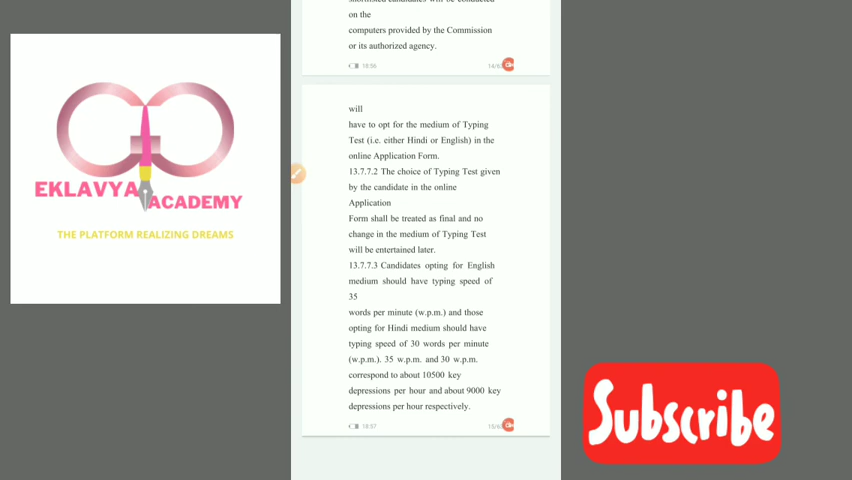 EKLAVYA
ACADEMY
THE PLATFORM REALIZING DREAMS
shortlisted candidates will be conducted
on the
computers provided by the Commission
or its authorized agency.
18:56
will
have to opt for the medium of Typing
Test (i.e. either Hindi or English) in the
online Application Form.
13.7.7.2 The choice of Typing Test given
by the candidate in the online
Application
Form shall be treated as final and no
change in the medium of Typing Test
will be entertained later.
13.7.7.3 Candidates opting for English
medium should have typing speed of
35
words per minute (w.p.m.) and those
opting for Hindi medium should have
typing speed of 30 words per minute
(w.p.m.). 35 w.p.m. and 30 w.p.m.
correspond to about 10500 key
depressions per hour and about 9000 key
depressions per hour respectively.
18:57
Subscribe